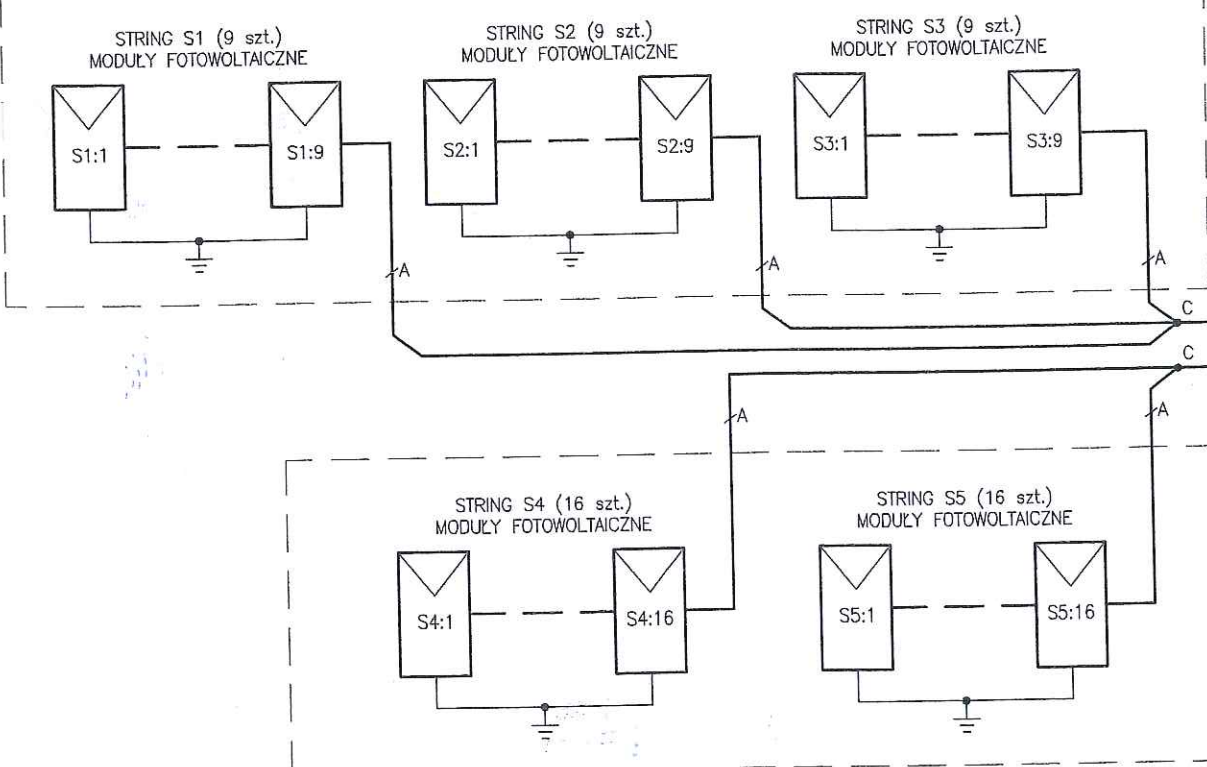 STRING S1 (9 szt.)
MODUŁY FOTOWOLTAICZNE
STRING S2 (9 szt.)
MODUŁY FOTOWOLTAICZNE
STRING S3 (9 szt.)
MODUŁY FOTOWOLTAICZNE
S1:1
S1:9
S2:1
S2:9
S3:1
S3:9
A
A
A
C
C
A
A
STRING S4 (16 szt.)
MODUŁY FOTOWOLTAICZNE
STRING S5 (16 szt.)
MODUŁY FOTOWOLTAICZNE
S4:1
S4:16
S5:1
S5:16